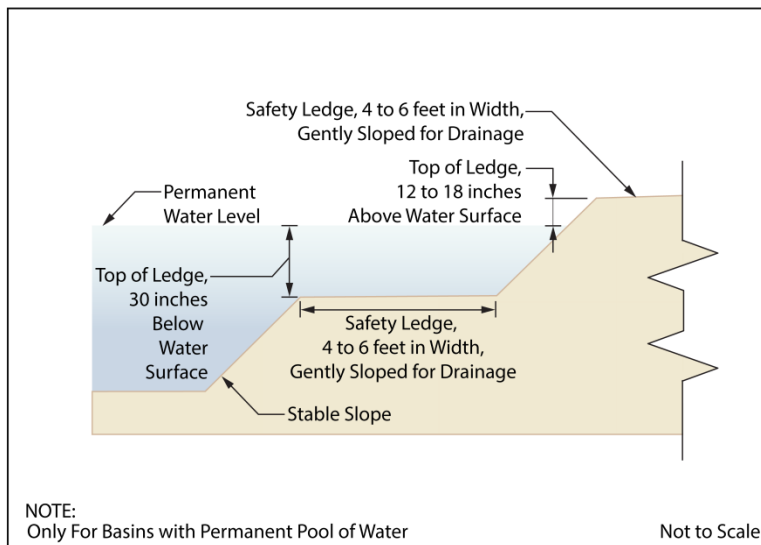 Safety Ledge, 4 to 6 feet in Width,
Gently Sloped for Drainage
Top of Ledge,
12 to 18 inches
Above Water Surface
Permanent
Water Level
Top of Ledge,
30 inches
Below
Water
Surface
Safety Ledge,
4 to 6 feet in Width,
Gently Sloped for Drainage
Stable Slope
NOTE:
Only For Basins with Permanent Pool of Water
Not to Scale